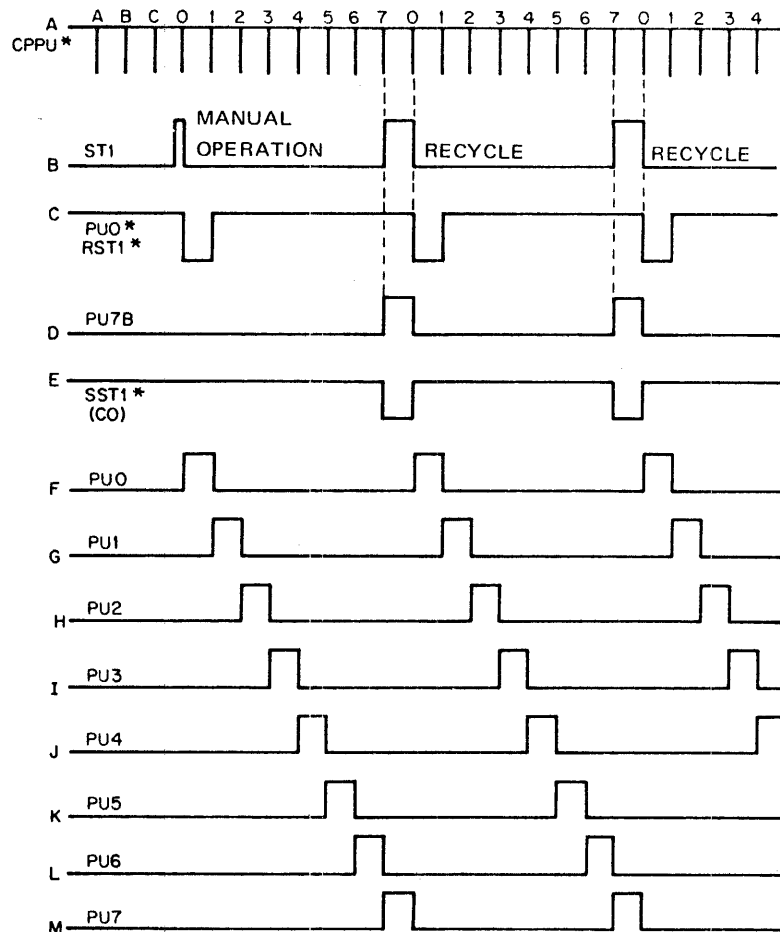 A B C 0 1 2 3 4 5 6 7 0 1 2 3 4 5 6 7 0 1 2 3 4
A
CPPU*
MANUAL
B ST1 OPERATION RECYCLE RECYCLE
C
PU0*
RST1*
D PU7B
E
SST1*
(CO)
F PU0
G PU1
H PU2
I PU3
J PU4
K PU5
L PU6
M PU7